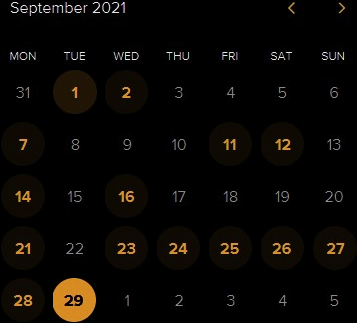 September 2021
MON TUE WED THU FRI SAT SUN
31 1 2 3 4 5 6
7 8 9 10 11 12 13
14 15 16 17 18 19 20
21 22 23 24 25 26 27
28 29 1 2 3 4 5